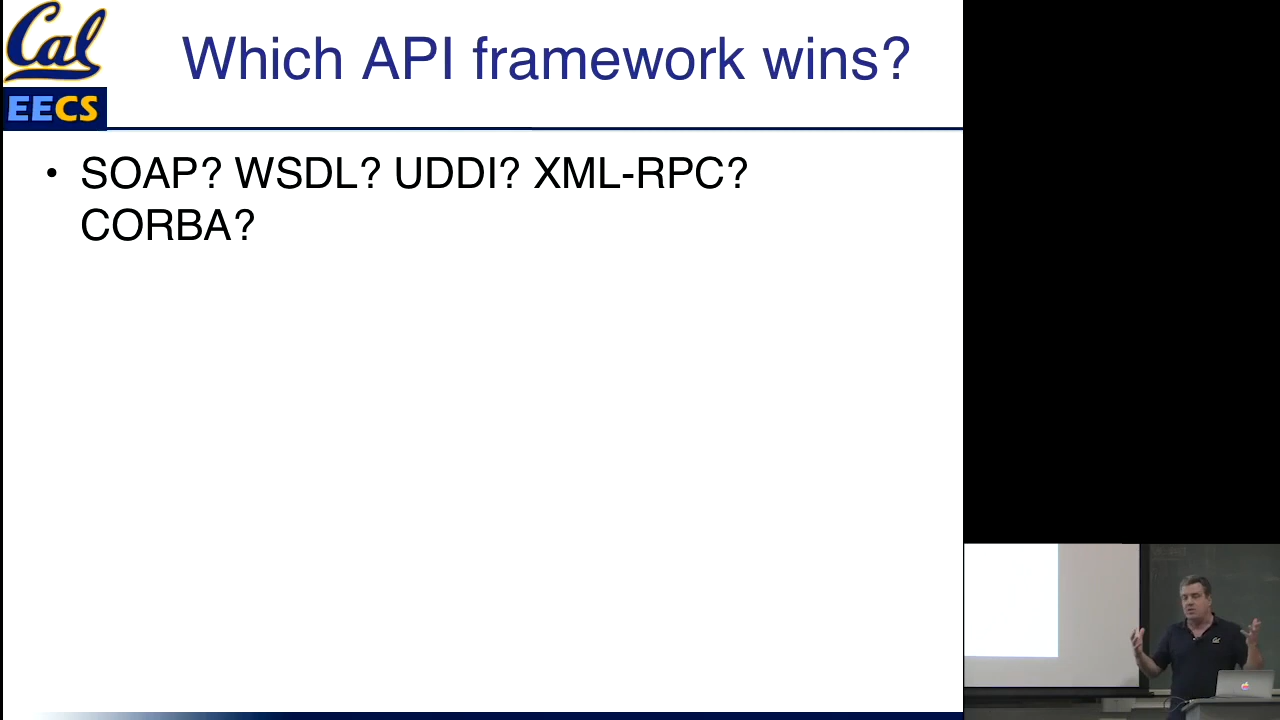 Cal
EECS
Which API framework wins?
• SOAP? WSDL? UDDI? XML-RPC?
CORBA?